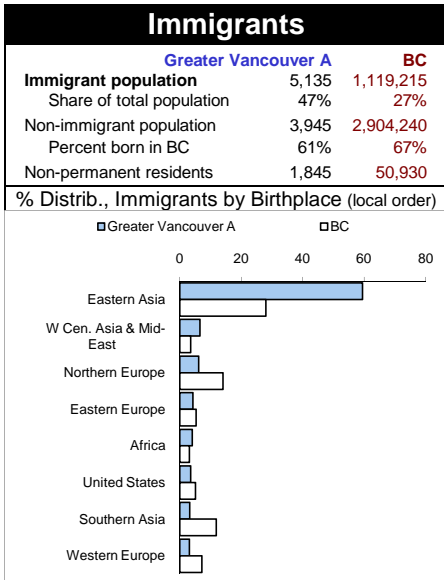 Immigrants
Greater Vancouver A BC
Immigrant population 5,135 1,119,215
Share of total population 47% 27%
Non-immigrant population 3,945 2,904,240
Percent born in BC 61% 67%
Non-permanent residents 1,845 50,930
% Distrib., Immigrants by Birthplace (local order)
Greater Vancouver A BC
0 20 40 60 80
Eastern Asia
W Cen. Asia & Mid-
East
Northern Europe
Eastern Europe
Africa
United States
Southern Asia
Western Europe